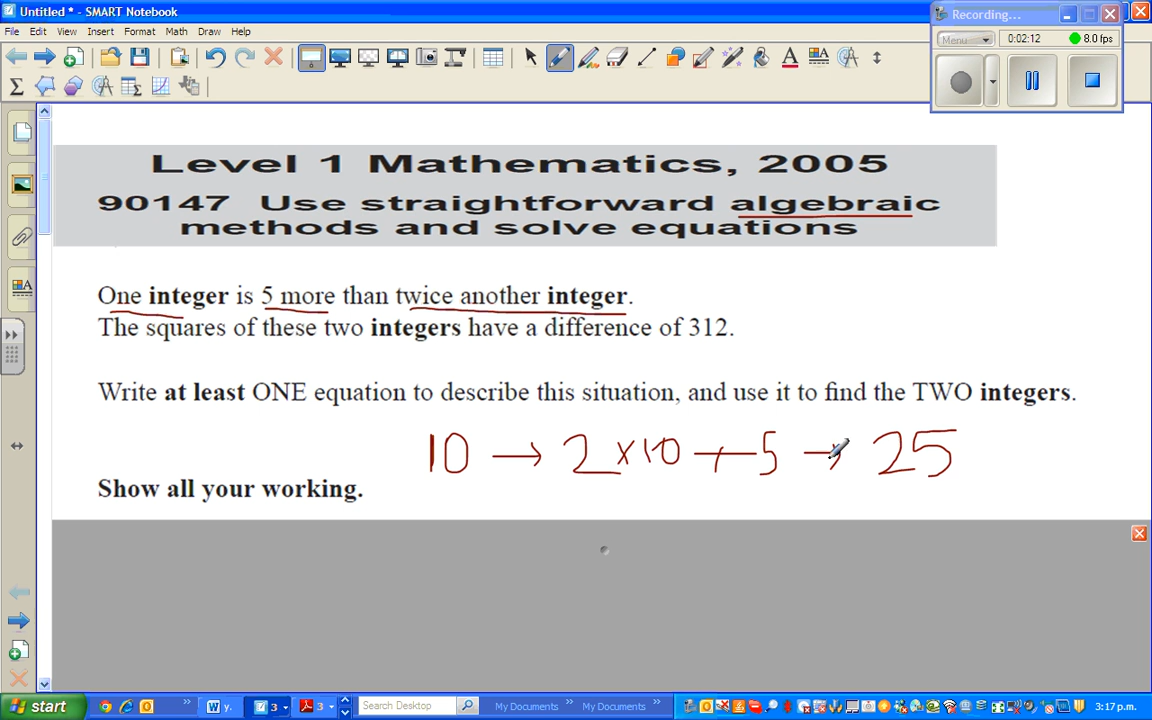 Untitled * - SMART Notebook
Recording...
File Edit View Insert Format Math Draw Help
Menu 0:02:12 8.0 fps
Level 1 Mathematics, 2005
90147 Use straightforward algebraic
methods and solve equations
One integer is 5 more than twice another integer.
The squares of these two integers have a difference of 312.
Write at least ONE equation to describe this situation, and use it to find the TWO integers.
10 → 2 × 10 + 5 → 25
Show all your working.
start W y. 3 3 Search Desktop My Documents My Documents 3:17 p.m.